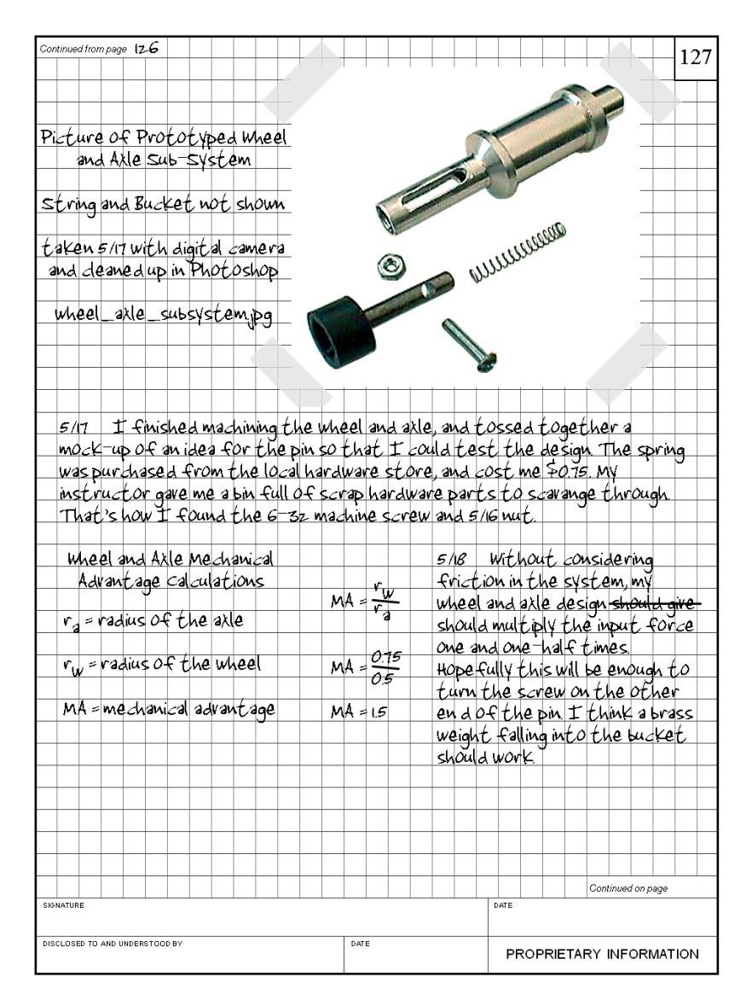 Continued from page 126
127
Picture of Prototyped Wheel
and Axle Sub-System
String and Bucket not shown
taken 5/17 with digital camera
and cleaned up in Photoshop
wheel_axle_subsystem.jpg
5/17 I finished machining the wheel and axle, and tossed together a
mock-up of an idea for the pin so that I could test the design. The spring
was purchased from the local hardware store, and cost me $0.75. My
instructor gave me a bin full of scrap hardware parts to scavange through.
That's how I found the 6-32 machine screw and 5/16 nut.
Wheel and Axle Mechanical
Advantage calculations
ra = radius of the axle
rw = radius of the wheel
MA = mechanical advantage
MA = rw/ra
MA = 0.75/0.5
MA = 1.5
5/18 Without considering
friction in the system, my
wheel and axle design should give
should multiply the input force
one and one-half times.
Hopefully this will be enough to
turn the screw on the other
end of the pin. I think a brass
weight falling into the bucket
should work.
Continued on page
SIGNATURE
DATE
DISCLOSED TO AND UNDERSTOOD BY
DATE
PROPRIETARY INFORMATION